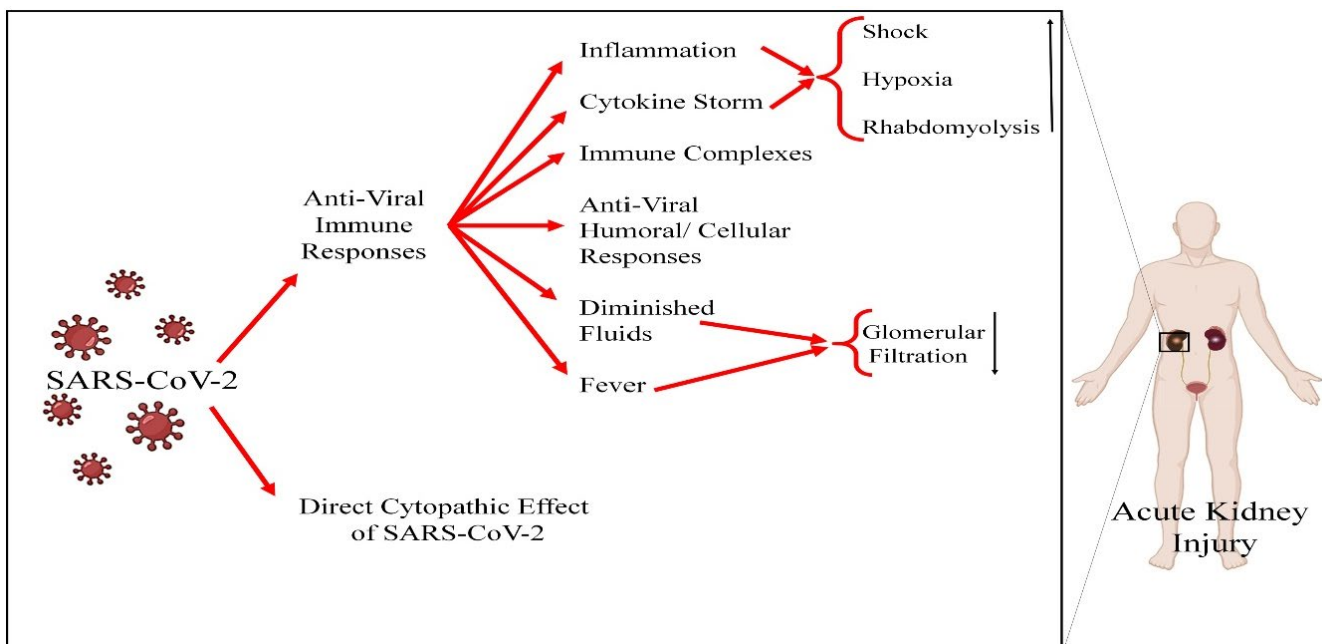 SARS-CoV-2
Anti-Viral
Immune
Responses
Direct Cytopathic Effect
of SARS-CoV-2
Inflammation
Cytokine Storm
Immune Complexes
Anti-Viral
Humoral/ Cellular
Responses
Diminished
Fluids
Fever
Shock
Hypoxia
Rhabdomyolysis
Glomerular
Filtration
Acute Kidney
Injury